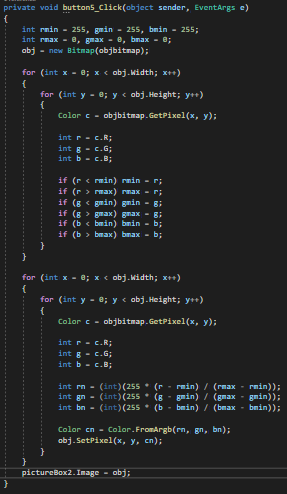 private void button5_Click(object sender, EventArgs e)
{
int rmin = 255, gmin = 255, bmin = 255;
int rmax = 0, gmax = 0, bmax = 0;
obj = new Bitmap(objbitmap);
for (int x = 0; x < obj.Width; x++)
{
for (int y = 0; y < obj.Height; y++)
{
Color c = objbitmap.GetPixel(x, y);
int r = c.R;
int g = c.G;
int b = c.B;
if (r < rmin) rmin = r;
if (r > rmax) rmax = r;
if (g < gmin) gmin = g;
if (g > gmax) gmax = g;
if (b < bmin) bmin = b;
if (b > bmax) bmax = b;
}
}
for (int x = 0; x < obj.Width; x++)
{
for (int y = 0; y < obj.Height; y++)
{
Color c = objbitmap.GetPixel(x, y);
int r = c.R;
int g = c.G;
int b = c.B;
int rn = (int)(255 * (r - rmin) / (rmax - rmin));
int gn = (int)(255 * (g - gmin) / (gmax - gmin));
int bn = (int)(255 * (b - bmin) / (bmax - bmin));
Color cn = Color.FromArgb(rn, gn, bn);
obj.SetPixel(x, y, cn);
}
}
pictureBox2.Image = obj;
}